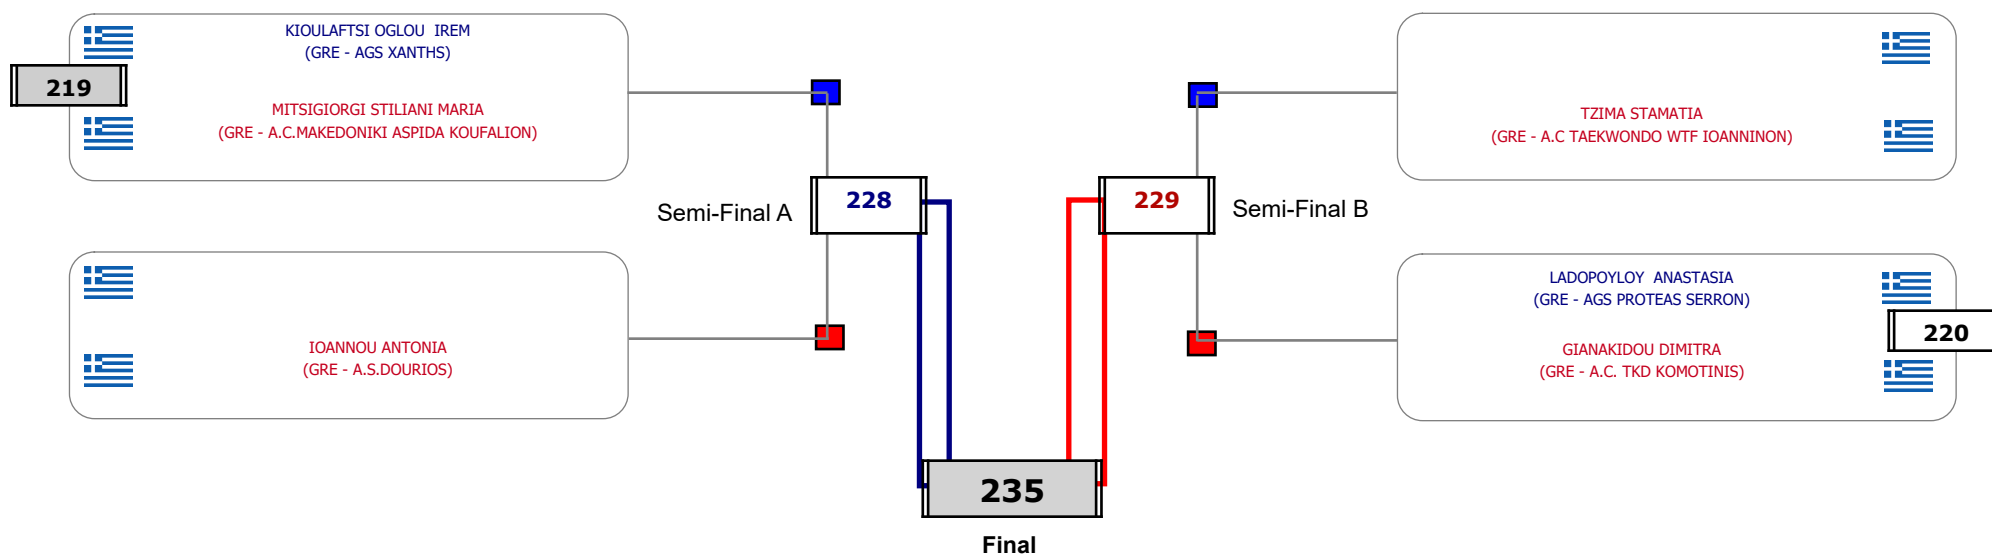 KIOULAFTSI OGLOU  IREM
(GRE - AGS XANTHS)
219
MITSIGIORGI STILIANI MARIA
(GRE - A.C.MAKEDONIKI ASPIDA KOUFALION)
TZIMA STAMATIA
(GRE - A.C TAEKWONDO WTF IOANNINON)
Semi-Final A
228
229
Semi-Final B
IOANNOU ANTONIA
(GRE - A.S.DOURIOS)
LADOPOYLOY  ANASTASIA
(GRE - AGS PROTEAS SERRON)
220
GIANAKIDOU DIMITRA
(GRE - A.C. TKD KOMOTINIS)
235
Final